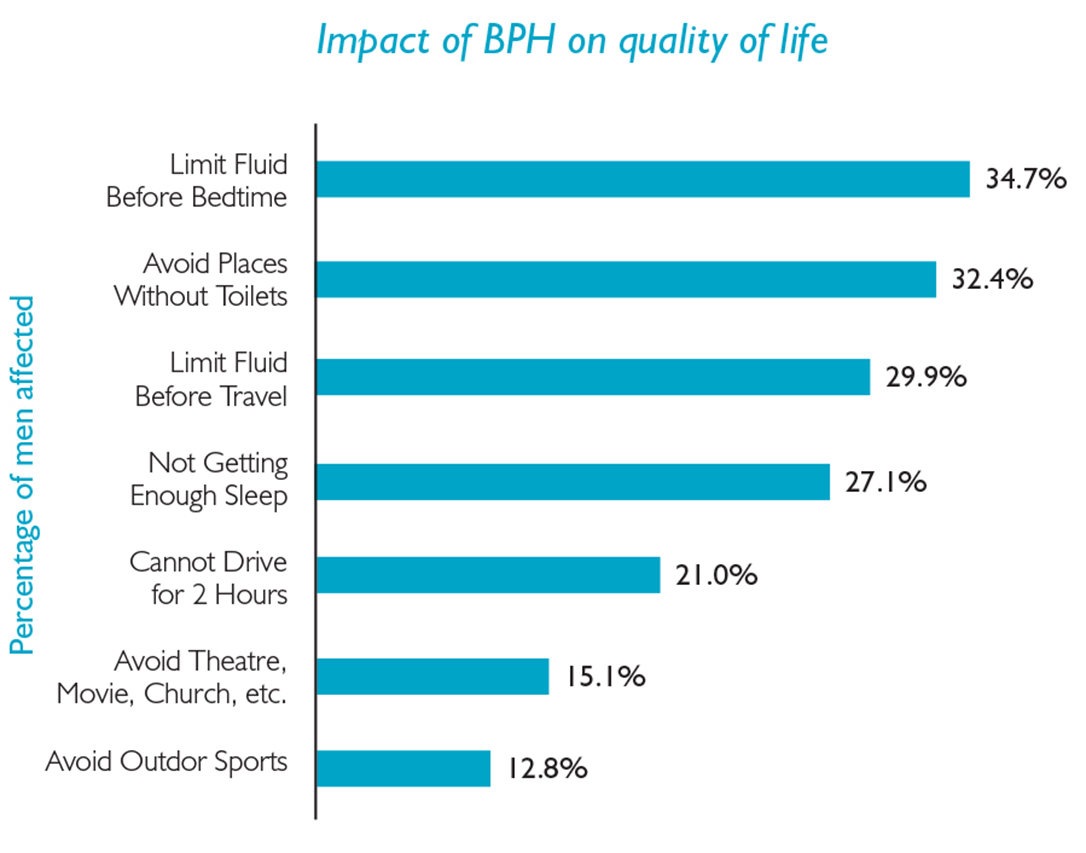 Impact of BPH on quality of life
Percentage of men affected
Limit Fluid
Before Bedtime
34.7%
Avoid Places
Without Toilets
32.4%
Limit Fluid
Before Travel
29.9%
Not Getting
Enough Sleep
27.1%
Cannot Drive
for 2 Hours
21.0%
Avoid Theatre,
Movie, Church, etc.
15.1%
Avoid Outdor Sports
12.8%